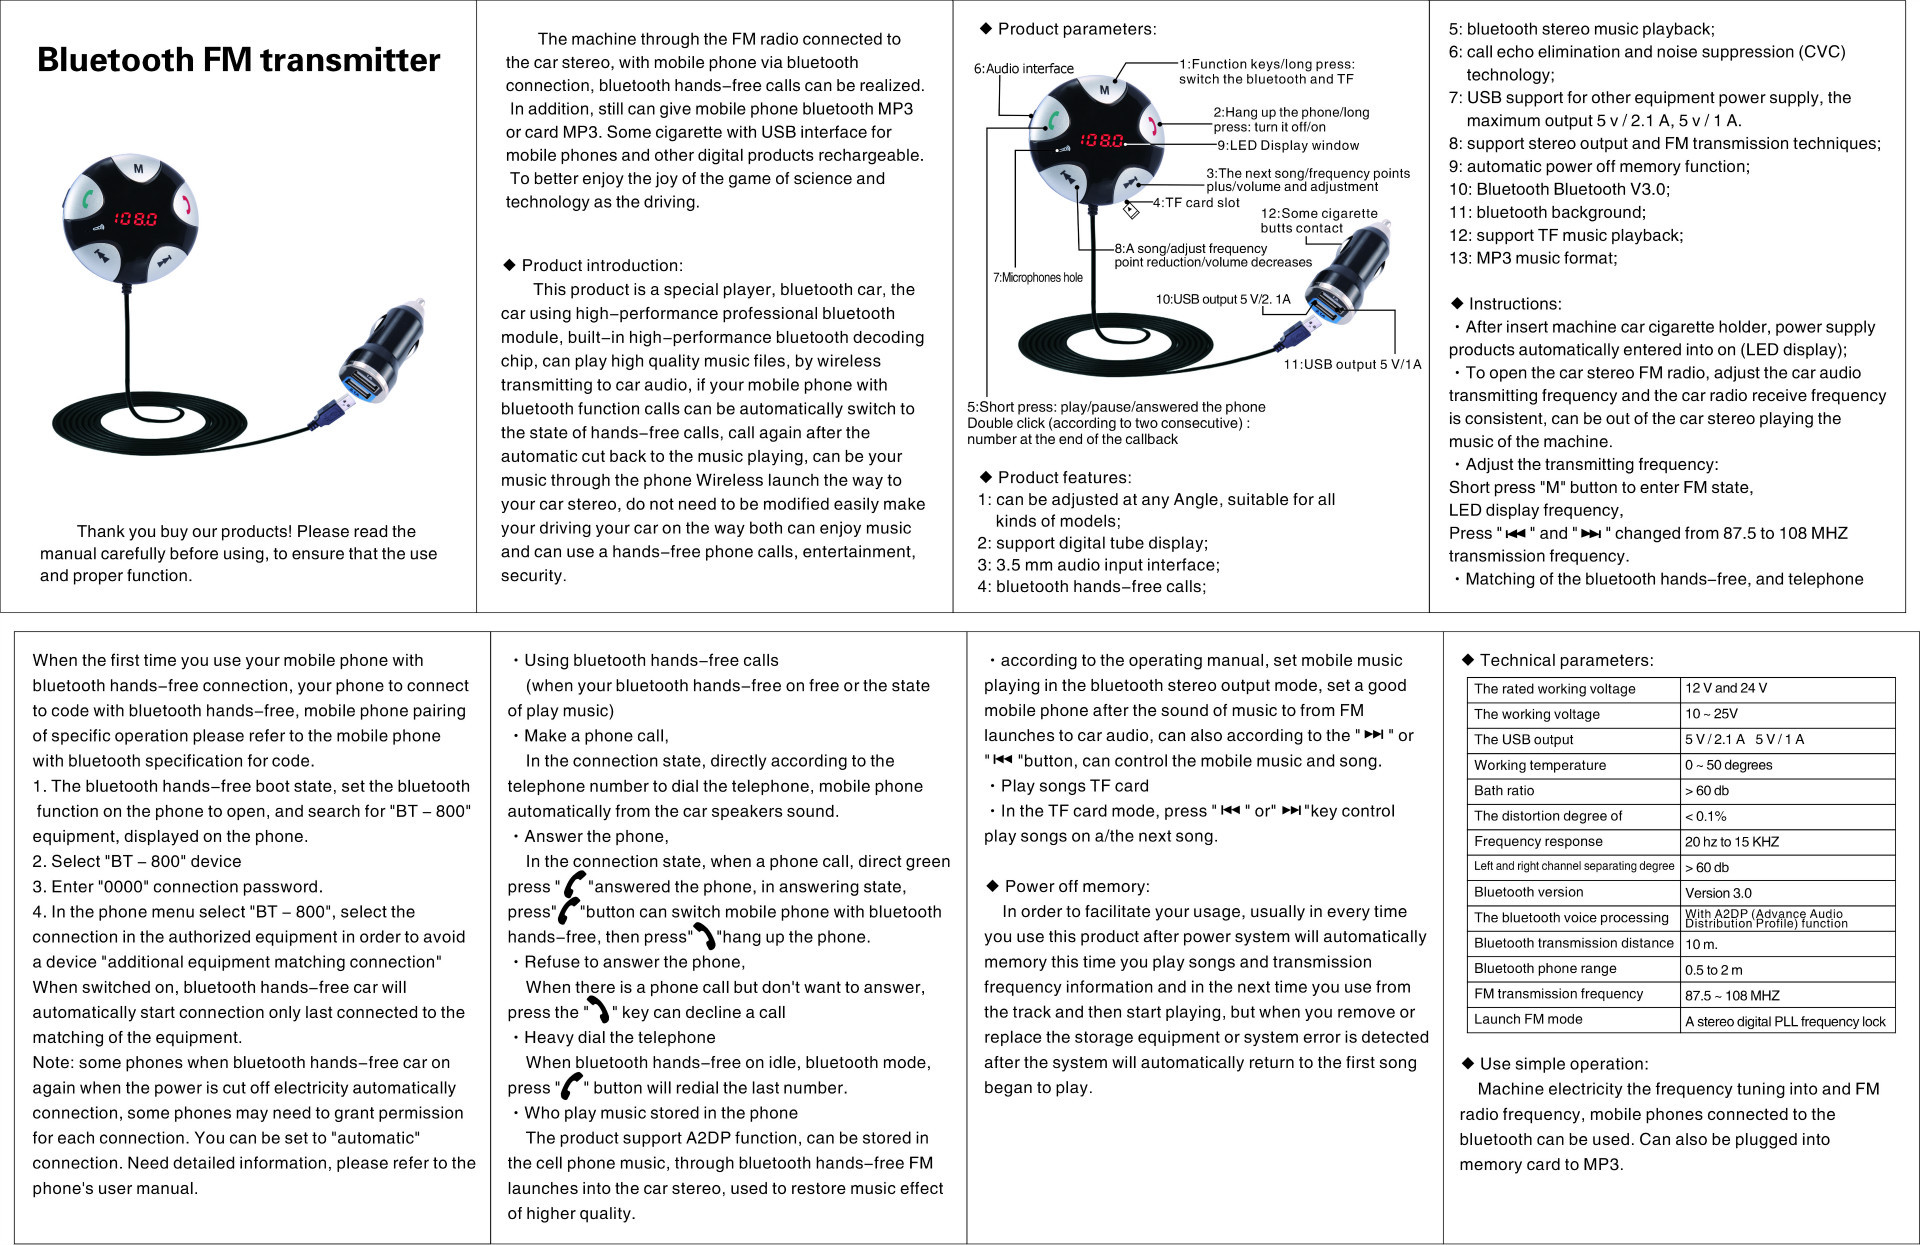 Bluetooth FM transmitter
M
108.0
Thank you buy our products! Please read the
manual carefully before using, to ensure that the use
and proper function.
The machine through the FM radio connected to
the car stereo, with mobile phone via bluetooth
connection, bluetooth hands-free calls can be realized.
In addition, still can give mobile phone bluetooth MP3
or card MP3. Some cigarette with USB interface for
mobile phones and other digital products rechargeable.
To better enjoy the joy of the game of science and
technology as the driving.
◆ Product introduction:
This product is a special player, bluetooth car, the
car using high-performance professional bluetooth
module, built-in high-performance bluetooth decoding
chip, can play high quality music files, by wireless
transmitting to car audio, if your mobile phone with
bluetooth function calls can be automatically switch to
the state of hands-free calls, call again after the
automatic cut back to the music playing, can be your
music through the phone Wireless launch the way to
your car stereo, do not need to be modified easily make
your driving your car on the way both can enjoy music
and can use a hands-free phone calls, entertainment,
security.
◆ Product parameters:
6:Audio interface
1:Function keys/long press:
switch the bluetooth and TF
M
2:Hang up the phone/long
press: turn it off/on
108.0
9:LED Display window
3:The next song/frequency points
plus/volume and adjustment
4:TF card slot
12:Some cigarette
butts contact
8:A song/adjust frequency
point reduction/volume decreases
7:Microphones hole
10:USB output 5 V/2. 1A
11:USB output 5 V/1A
5:Short press: play/pause/answered the phone
Double click (according to two consecutive) :
number at the end of the callback
◆ Product features:
1: can be adjusted at any Angle, suitable for all
kinds of models;
2: support digital tube display;
3: 3.5 mm audio input interface;
4: bluetooth hands-free calls;
5: bluetooth stereo music playback;
6: call echo elimination and noise suppression (CVC)
technology;
7: USB support for other equipment power supply, the
maximum output 5 v / 2.1 A, 5 v / 1 A.
8: support stereo output and FM transmission techniques;
9: automatic power off memory function;
10: Bluetooth Bluetooth V3.0;
11: bluetooth background;
12: support TF music playback;
13: MP3 music format;
◆ Instructions:
· After insert machine car cigarette holder, power supply
products automatically entered into on (LED display);
· To open the car stereo FM radio, adjust the car audio
transmitting frequency and the car radio receive frequency
is consistent, can be out of the car stereo playing the
music of the machine.
· Adjust the transmitting frequency:
Short press "M" button to enter FM state,
LED display frequency,
Press "⏮" and "⏭" changed from 87.5 to 108 MHZ
transmission frequency.
· Matching of the bluetooth hands-free, and telephone
When the first time you use your mobile phone with
bluetooth hands-free connection, your phone to connect
to code with bluetooth hands-free, mobile phone pairing
of specific operation please refer to the mobile phone
with bluetooth specification for code.
1. The bluetooth hands-free boot state, set the bluetooth
function on the phone to open, and search for "BT - 800"
equipment, displayed on the phone.
2. Select "BT - 800" device
3. Enter "0000" connection password.
4. In the phone menu select "BT - 800", select the
connection in the authorized equipment in order to avoid
a device "additional equipment matching connection"
When switched on, bluetooth hands-free car will
automatically start connection only last connected to the
matching of the equipment.
Note: some phones when bluetooth hands-free car on
again when the power is cut off electricity automatically
connection, some phones may need to grant permission
for each connection. You can be set to "automatic"
connection. Need detailed information, please refer to the
phone's user manual.
· Using bluetooth hands-free calls
(when your bluetooth hands-free on free or the state
of play music)
· Make a phone call,
In the connection state, directly according to the
telephone number to dial the telephone, mobile phone
automatically from the car speakers sound.
· Answer the phone,
In the connection state, when a phone call, direct green
press " "answered the phone, in answering state,
press" "button can switch mobile phone with bluetooth
hands-free, then press" "hang up the phone.
· Refuse to answer the phone,
When there is a phone call but don't want to answer,
press the " " key can decline a call
· Heavy dial the telephone
When bluetooth hands-free on idle, bluetooth mode,
press " " button will redial the last number.
· Who play music stored in the phone
The product support A2DP function, can be stored in
the cell phone music, through bluetooth hands-free FM
launches into the car stereo, used to restore music effect
of higher quality.
· according to the operating manual, set mobile music
playing in the bluetooth stereo output mode, set a good
mobile phone after the sound of music to from FM
launches to car audio, can also according to the "⏭" or
"⏮"button, can control the mobile music and song.
· Play songs TF card
· In the TF card mode, press "⏮" or" ⏭"key control
play songs on a/the next song.
◆ Power off memory:
In order to facilitate your usage, usually in every time
you use this product after power system will automatically
memory this time you play songs and transmission
frequency information and in the next time you use from
the track and then start playing, but when you remove or
replace the storage equipment or system error is detected
after the system will automatically return to the first song
began to play.
◆ Technical parameters:
The rated working voltage 12 V and 24 V
The working voltage 10 ~ 25V
The USB output 5 V / 2.1 A 5 V / 1 A
Working temperature 0 ~ 50 degrees
Bath ratio > 60 db
The distortion degree of < 0.1%
Frequency response 20 hz to 15 KHZ
Left and right channel separating degree > 60 db
Bluetooth version Version 3.0
The bluetooth voice processing With A2DP (Advance Audio
Distribution Profile) function
Bluetooth transmission distance 10 m.
Bluetooth phone range 0.5 to 2 m
FM transmission frequency 87.5 ~ 108 MHZ
Launch FM mode A stereo digital PLL frequency lock
◆ Use simple operation:
Machine electricity the frequency tuning into and FM
radio frequency, mobile phones connected to the
bluetooth can be used. Can also be plugged into
memory card to MP3.